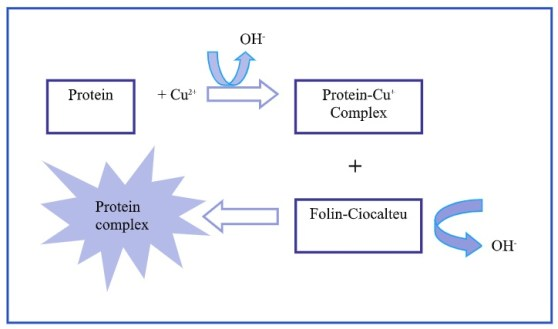 OH⁻
Protein
+ Cu²⁺
Protein-Cu⁺
Complex
+
Protein
complex
Folin-Ciocalteu
OH⁻